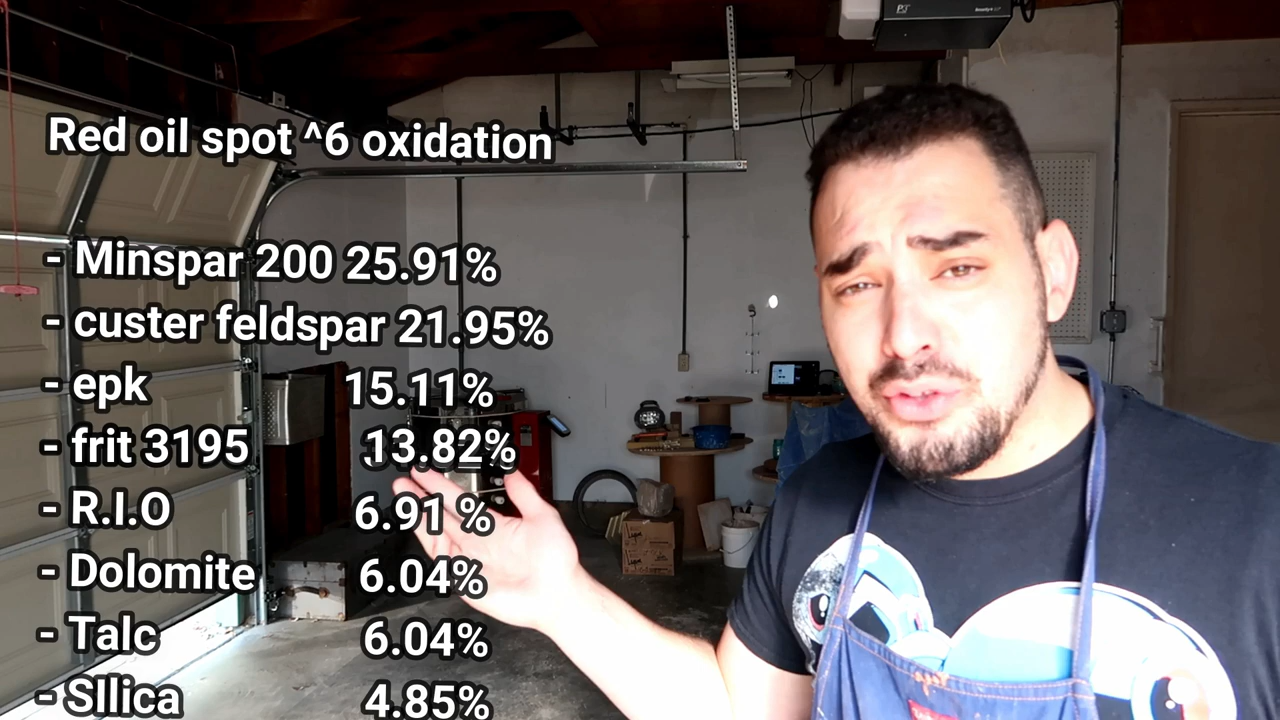 Red oil spot ^6 oxidation
- Minspar 200 25.91%
- custer feldspar 21.95%
- epk 15.11%
- frit 3195 13.82%
- R.I.O 6.91 %
- Dolomite 6.04%
- Talc 6.04%
- SIlica 4.85%